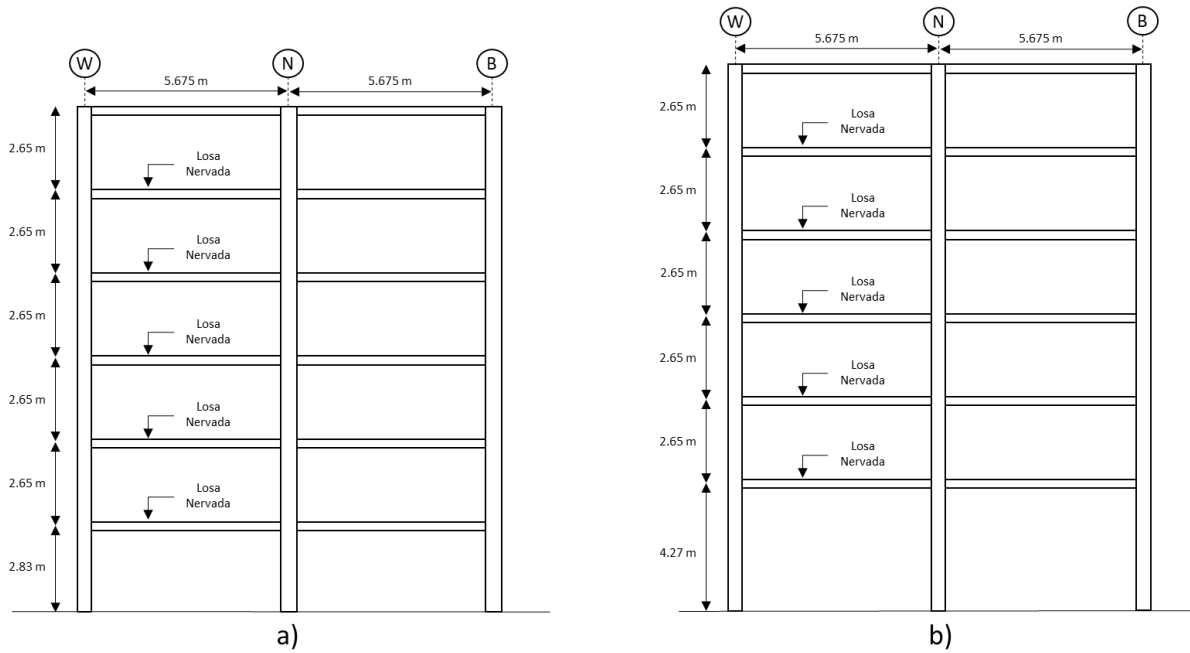 W
N
B
5.675 m
5.675 m
2.65 m
2.65 m
2.65 m
2.65 m
2.65 m
2.83 m
Losa
Nervada
Losa
Nervada
Losa
Nervada
Losa
Nervada
Losa
Nervada
a)
W
N
B
5.675 m
5.675 m
2.65 m
2.65 m
2.65 m
2.65 m
2.65 m
4.27 m
Losa
Nervada
Losa
Nervada
Losa
Nervada
Losa
Nervada
Losa
Nervada
b)